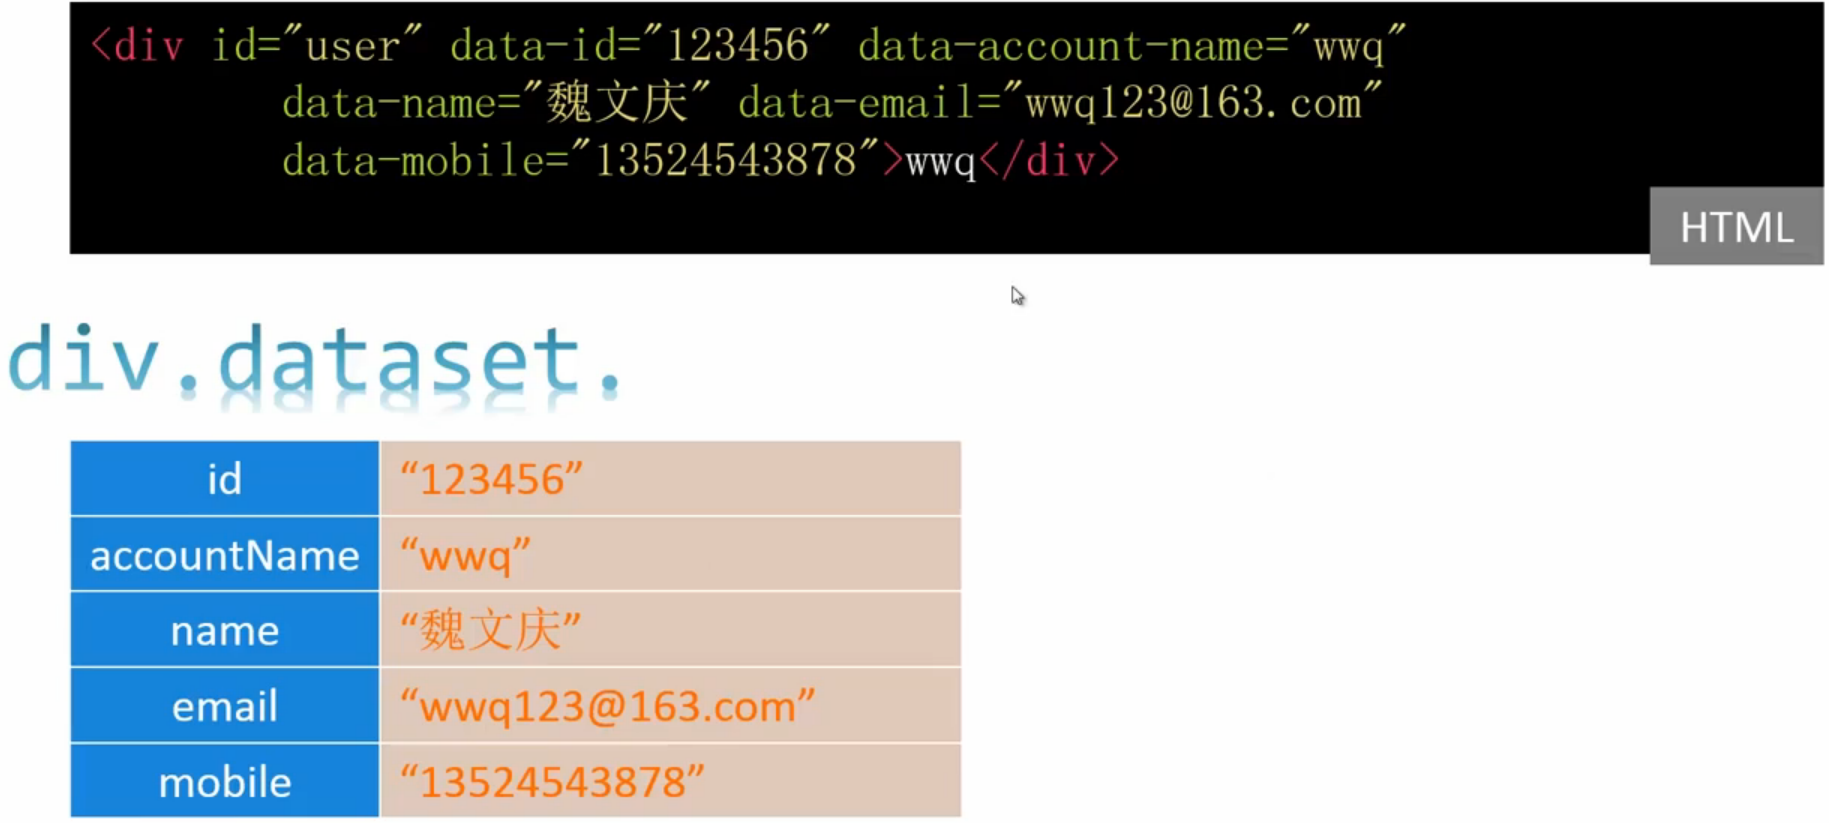 <div id="user" data-id="123456" data-account-name="wwq"
data-name="魏文庆" data-email="wwq123@163.com"
data-mobile="13524543878">wwq</div>
HTML
div.dataset.
id “123456”
accountName “wwq”
name “魏文庆”
email “wwq123@163.com”
mobile “13524543878”